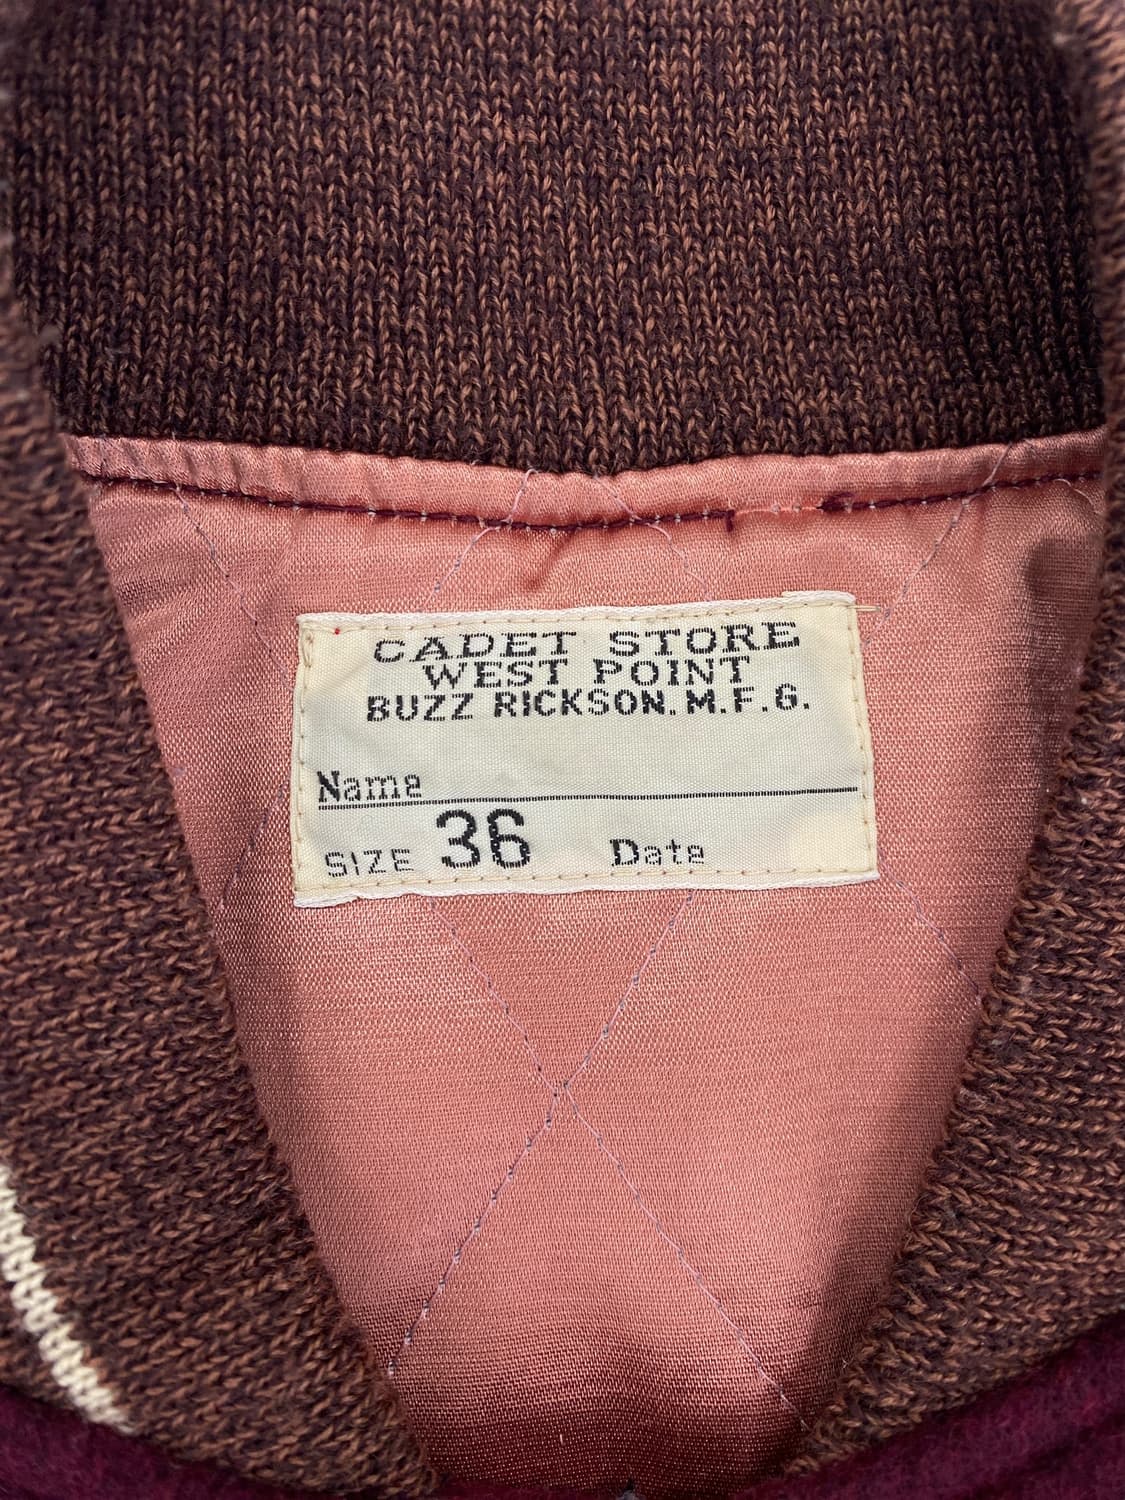 CADET STORE
WEST POINT
BUZZ RICKSON. M.F.G.
Name
SIZE 36 Date